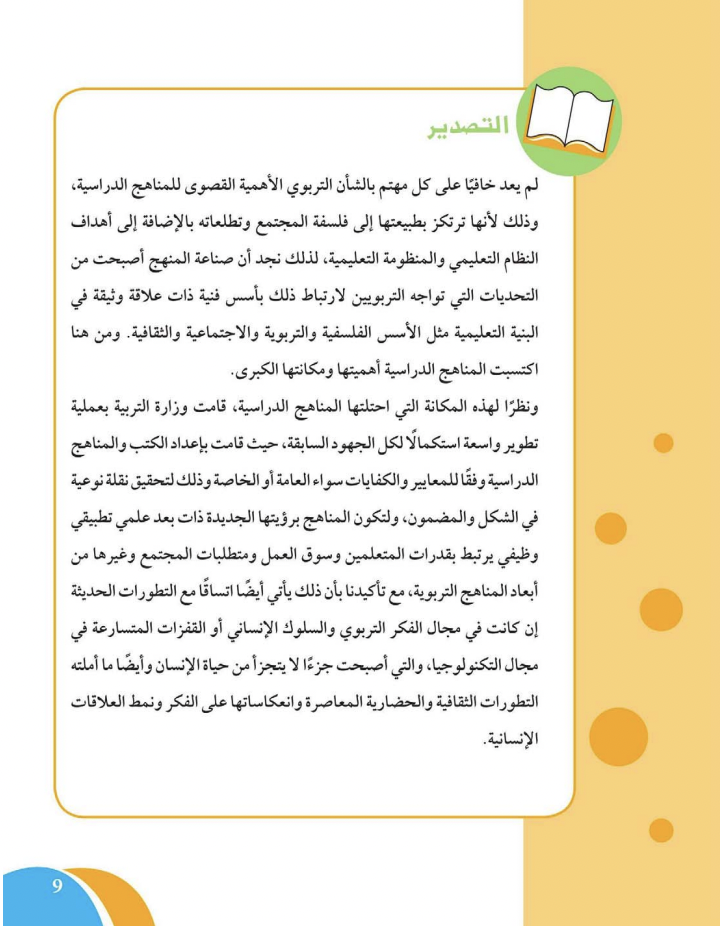 التصدير
لم يعد خافيًا على كل مهتم بالشأن التربوي الأهمية القصوى للمناهج الدراسية،
وذلك لأنها ترتكز بطبيعتها إلى فلسفة المجتمع وتطلعاته بالإضافة إلى أهداف
النظام التعليمي والمنظومة التعليمية، لذلك نجد أن صناعة المنهج أصبحت من
التحديات التي تواجه التربويين لارتباط ذلك بأسس فنية ذات علاقة وثيقة في
البنية التعليمية مثل الأسس الفلسفية والتربوية والاجتماعية والثقافية. ومن هنا
اكتسبت المناهج الدراسية أهميتها ومكانتها الكبرى.
ونظرًا لهذه المكانة التي احتلتها المناهج الدراسية، قامت وزارة التربية بعملية
تطوير واسعة استكمالًا لكل الجهود السابقة، حيث قامت بإعداد الكتب والمناهج
الدراسية وفقًا للمعايير والكفايات سواء العامة أو الخاصة وذلك لتحقيق نقلة نوعية
في الشكل والمضمون، ولتكون المناهج برؤيتها الجديدة ذات بعد علمي تطبيقي
وظيفي يرتبط بقدرات المتعلمين وسوق العمل ومتطلبات المجتمع وغيرها من
أبعاد المناهج التربوية، مع تأكيدنا بأن ذلك يأتي أيضًا اتساقًا مع التطورات الحديثة
إن كانت في مجال الفكر التربوي والسلوك الإنساني أو القفزات المتسارعة في
مجال التكنولوجيا، والتي أصبحت جزءًا لا يتجزأ من حياة الإنسان وأيضًا ما أملته
التطورات الثقافية والحضارية المعاصرة وانعكاساتها على الفكر ونمط العلاقات
الإنسانية.
9